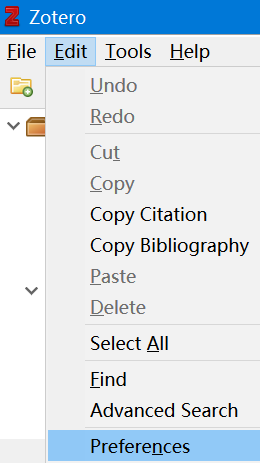 Zotero
File Edit Tools Help
Undo
Redo
Cut
Copy
Copy Citation
Copy Bibliography
Paste
Delete
Select All
Find
Advanced Search
Preferences